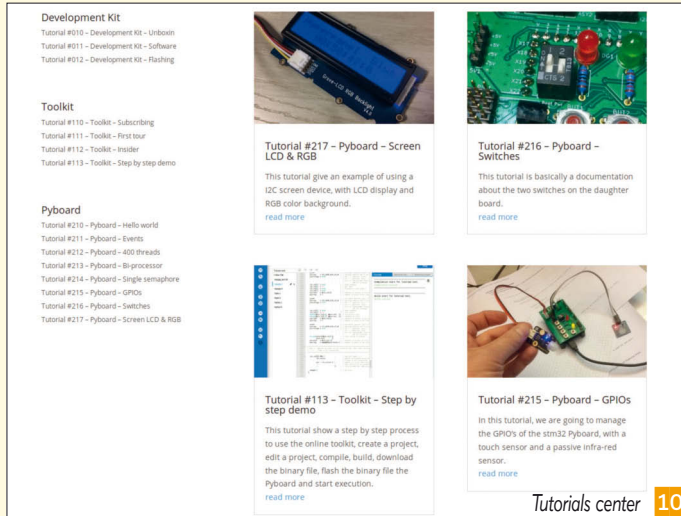 Development Kit
Tutorial #010 – Development Kit – Unboxin
Tutorial #011 – Development Kit – Software
Tutorial #012 – Development Kit – Flashing
Toolkit
Tutorial #110 – Toolkit – Subscribing
Tutorial #111 – Toolkit – First tour
Tutorial #112 – Toolkit – Insider
Tutorial #113 – Toolkit – Step by step demo
Pyboard
Tutorial #210 – Pyboard – Hello world
Tutorial #211 – Pyboard – Events
Tutorial #212 – Pyboard – 400 threads
Tutorial #213 – Pyboard – Bi-processor
Tutorial #214 – Pyboard – Single semaphore
Tutorial #215 – Pyboard – GPIOs
Tutorial #216 – Pyboard – Switches
Tutorial #217 – Pyboard – Screen LCD & RGB
Grove-LCD RGB Backlight
Tutorial #217 – Pyboard – Screen
LCD & RGB
This tutorial give an example of using a
I2C screen device, with LCD display and
RGB color background.
read more
1 2
CTS
Tutorial #216 – Pyboard –
Switches
This tutorial is basically a documentation
about the two switches on the daughter
board.
read more
Tutorial #113 – Toolkit – Step by
step demo
This tutorial show a step by step process
to use the online toolkit, create a project,
edit a project, compile, build, download
the binary file, flash the binary file the
Pyboard and start execution.
read more
Tutorial #215 – Pyboard – GPIOs
In this tutorial, we are going to manage
the GPIO's of the stm32 Pyboard, with a
touch sensor and a passive infra-red
sensor.
read more
Tutorials center 10